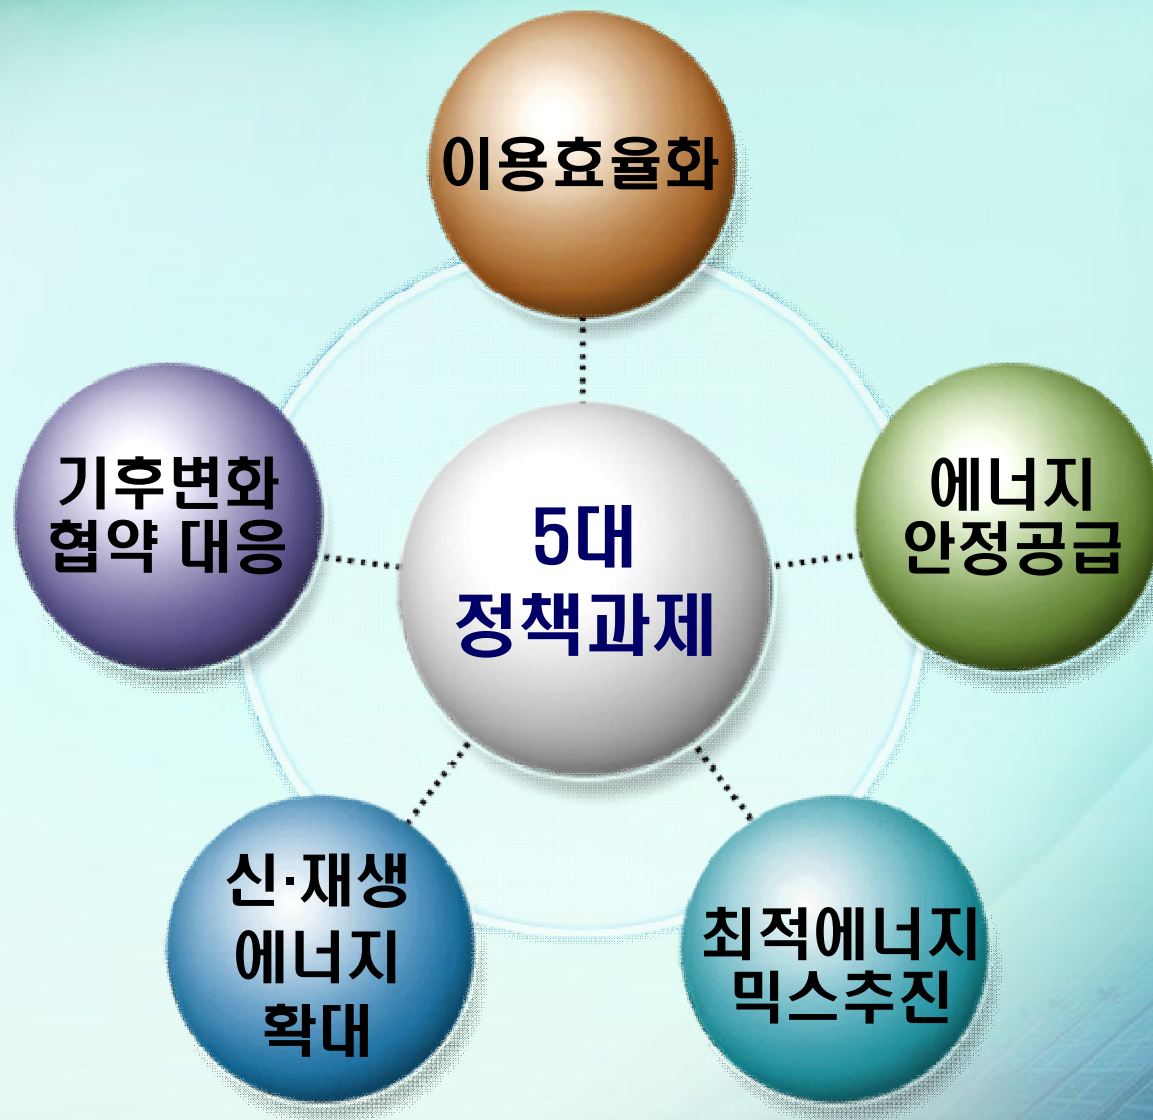 이용효율화
기후변화
협약 대응
에너지
안정공급
5대
정책과제
신·재생
에너지
확대
최적에너지
믹스추진